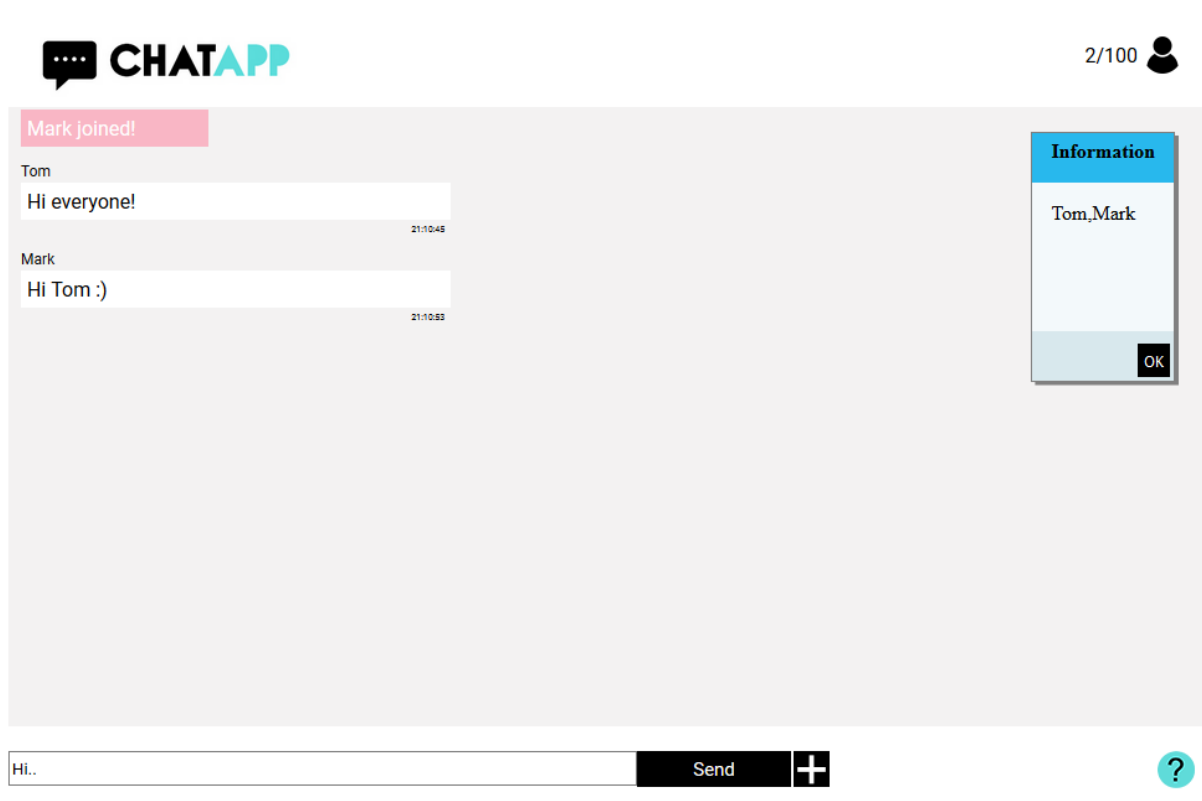 CHATAPP
2/100
Mark joined!
Tom
Hi everyone!
21:10:45
Mark
Hi Tom :)
21:10:53
Information
Tom,Mark
OK
Hi..
Send
?